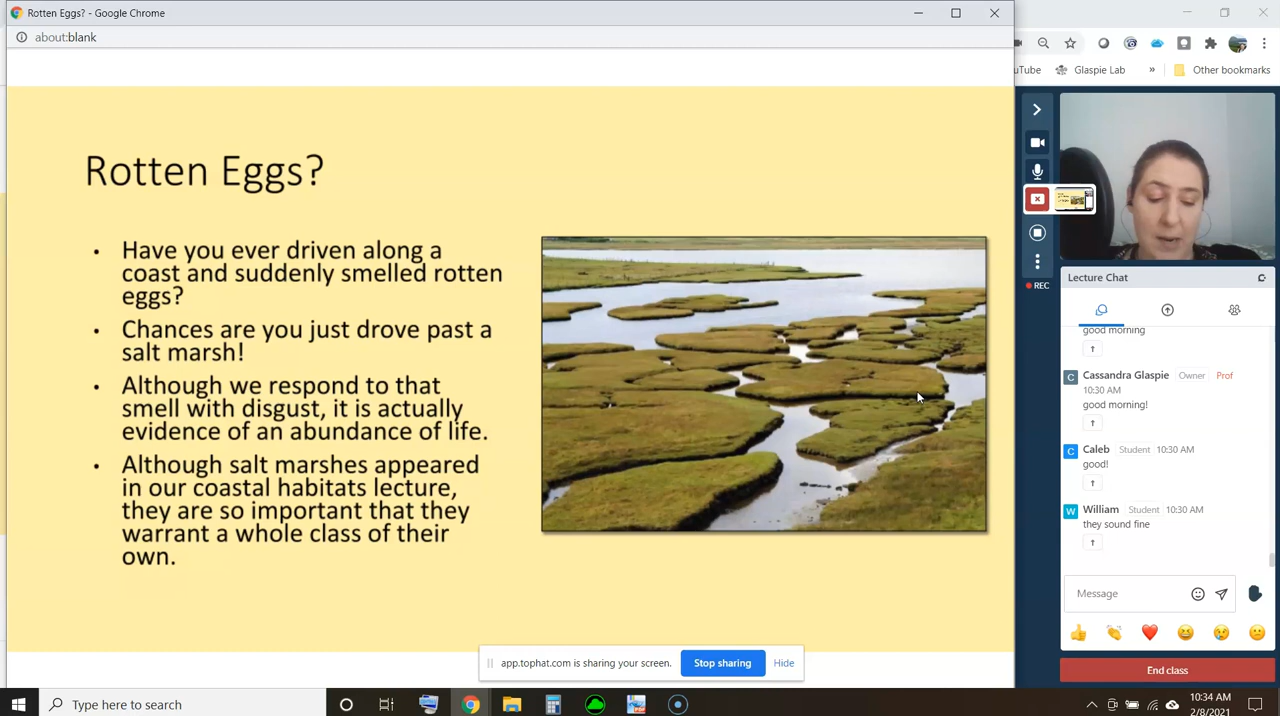 Rotten Eggs? - Google Chrome
about:blank
uTube
Glaspie Lab
»
Other bookmarks
Rotten Eggs?
• Have you ever driven along a
coast and suddenly smelled rotten
eggs?
• Chances are you just drove past a
salt marsh!
• Although we respond to that
smell with disgust, it is actually
evidence of an abundance of life.
• Although salt marshes appeared
in our coastal habitats lecture,
they are so important that they
warrant a whole class of their
own.
REC
Lecture Chat
good morning
C Cassandra Glaspie Owner Prof
10:30 AM
good morning!
C Caleb Student 10:30 AM
good!
W William Student 10:30 AM
they sound fine
Message
End class
app.tophat.com is sharing your screen. Stop sharing Hide
Type here to search
10:34 AM
2/8/2021